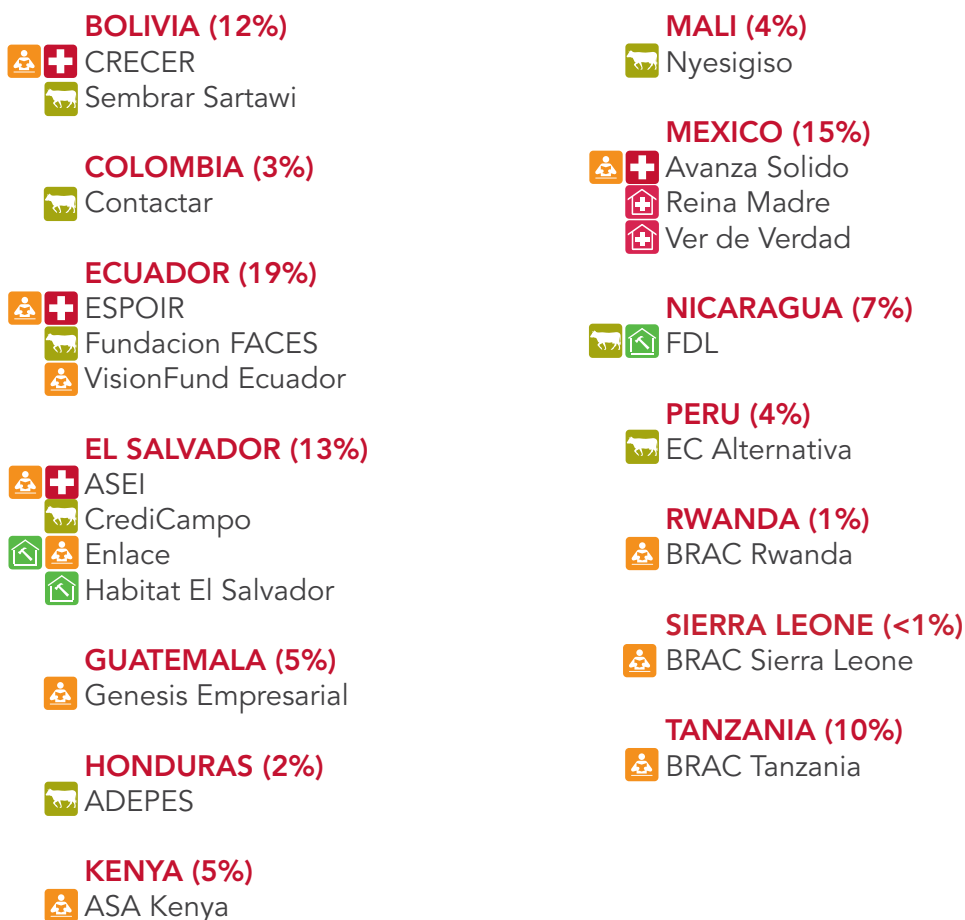 BOLIVIA (12%)
CRECER
Sembrar Sartawi
COLOMBIA (3%)
Contactar
ECUADOR (19%)
ESPOIR
Fundacion FACES
VisionFund Ecuador
EL SALVADOR (13%)
ASEI
CrediCampo
Enlace
Habitat El Salvador
GUATEMALA (5%)
Genesis Empresarial
HONDURAS (2%)
ADEPES
KENYA (5%)
ASA Kenya
MALI (4%)
Nyesigiso
MEXICO (15%)
Avanza Solido
Reina Madre
Ver de Verdad
NICARAGUA (7%)
FDL
PERU (4%)
EC Alternativa
RWANDA (1%)
BRAC Rwanda
SIERRA LEONE (<1%)
BRAC Sierra Leone
TANZANIA (10%)
BRAC Tanzania